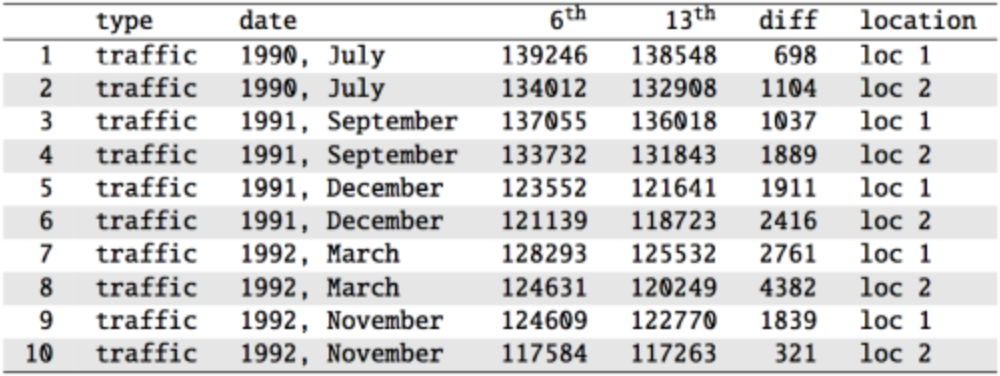 type date 6th 13th diff location
1 traffic 1990, July 139246 138548 698 loc 1
2 traffic 1990, July 134012 132908 1104 loc 2
3 traffic 1991, September 137055 136018 1037 loc 1
4 traffic 1991, September 133732 131843 1889 loc 2
5 traffic 1991, December 123552 121641 1911 loc 1
6 traffic 1991, December 121139 118723 2416 loc 2
7 traffic 1992, March 128293 125532 2761 loc 1
8 traffic 1992, March 124631 120249 4382 loc 2
9 traffic 1992, November 124609 122770 1839 loc 1
10 traffic 1992, November 117584 117263 321 loc 2